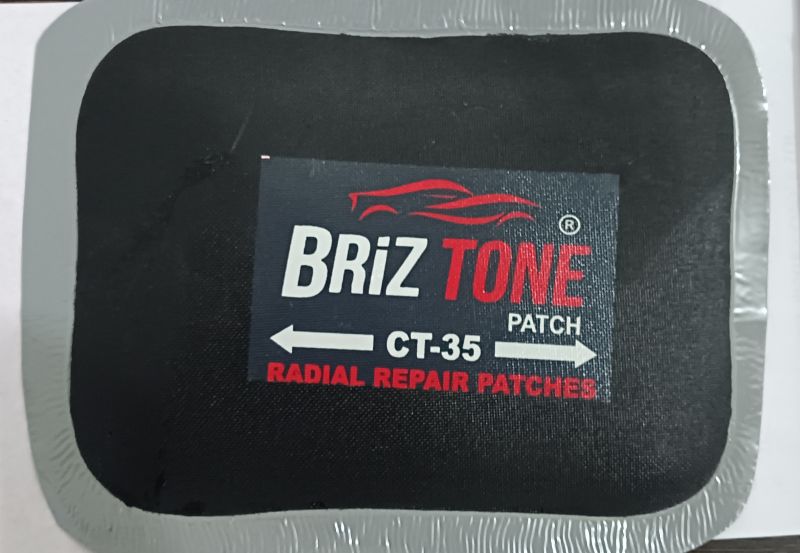 ®
BRiZ TONE
PATCH
CT-35
RADIAL REPAIR PATCHES